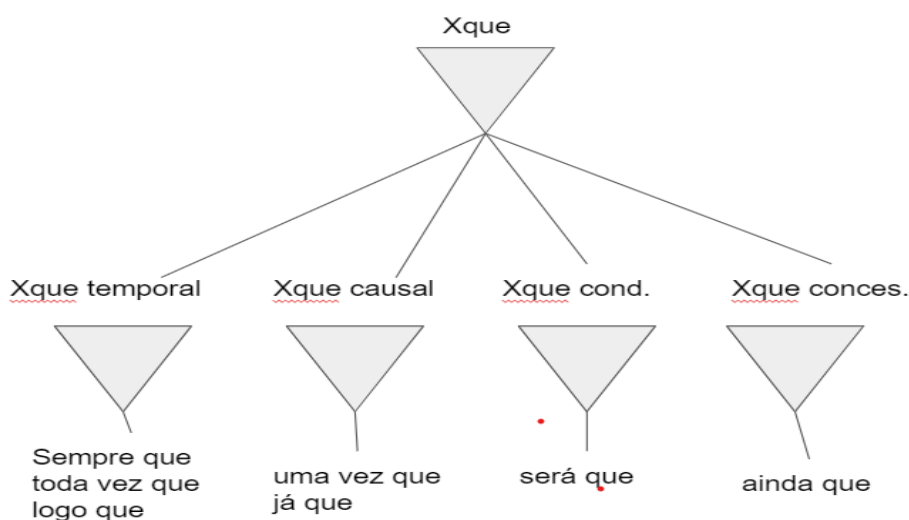 Xque
Xque temporal
Xque causal
Xque cond.
Xque conces.
Sempre que
toda vez que
logo que
uma vez que
já que
será que
ainda que